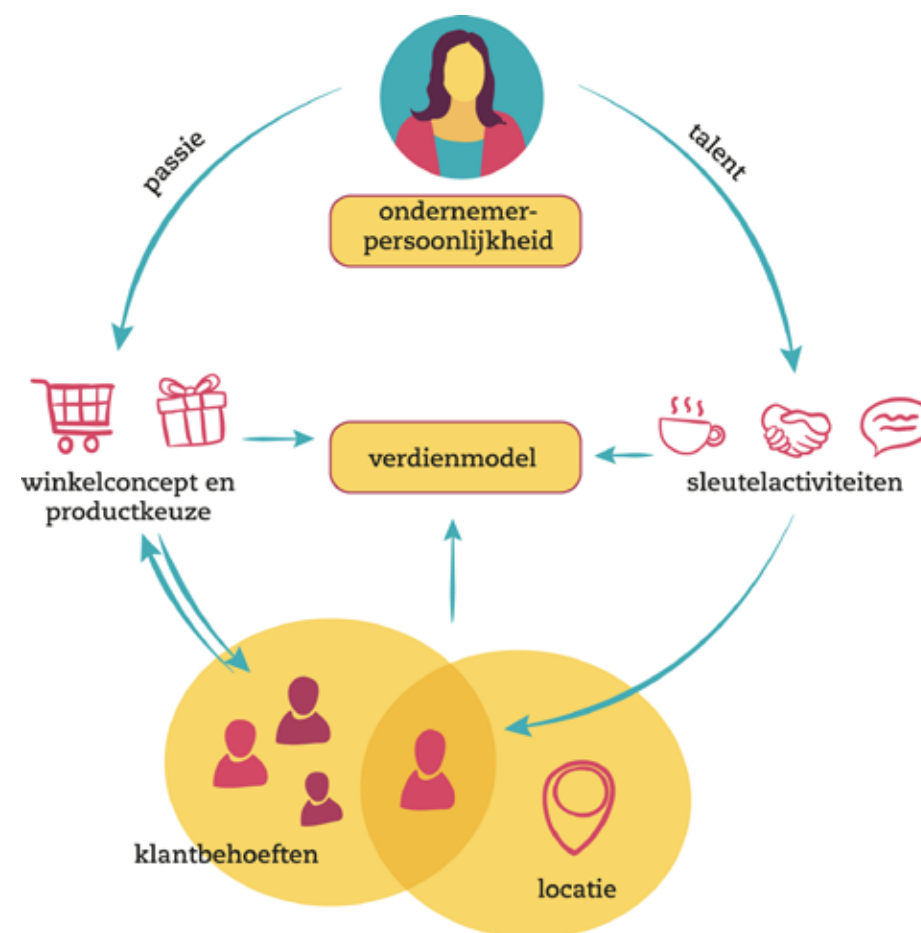 passie
talent
ondernemer-
persoonlijkheid
winkelconcept en
productkeuze
verdienmodel
sleutelactiviteiten
klantbehoeften
locatie